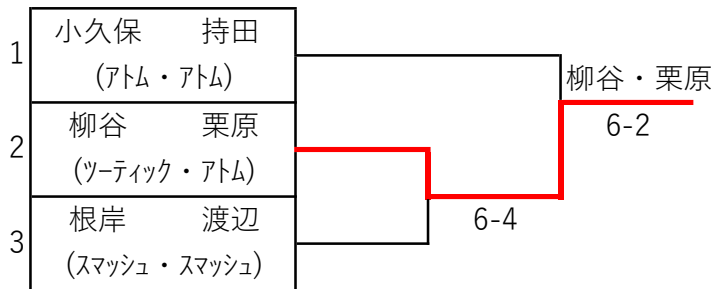 1
小久保 持田
(ｱﾄﾑ・ｱﾄﾑ)
2
柳谷 栗原
(ﾂｰﾃｨｯｸ・ｱﾄﾑ)
3
根岸 渡辺
(ｽﾏｯｼｭ・ｽﾏｯｼｭ)
6-4
柳谷・栗原
6-2